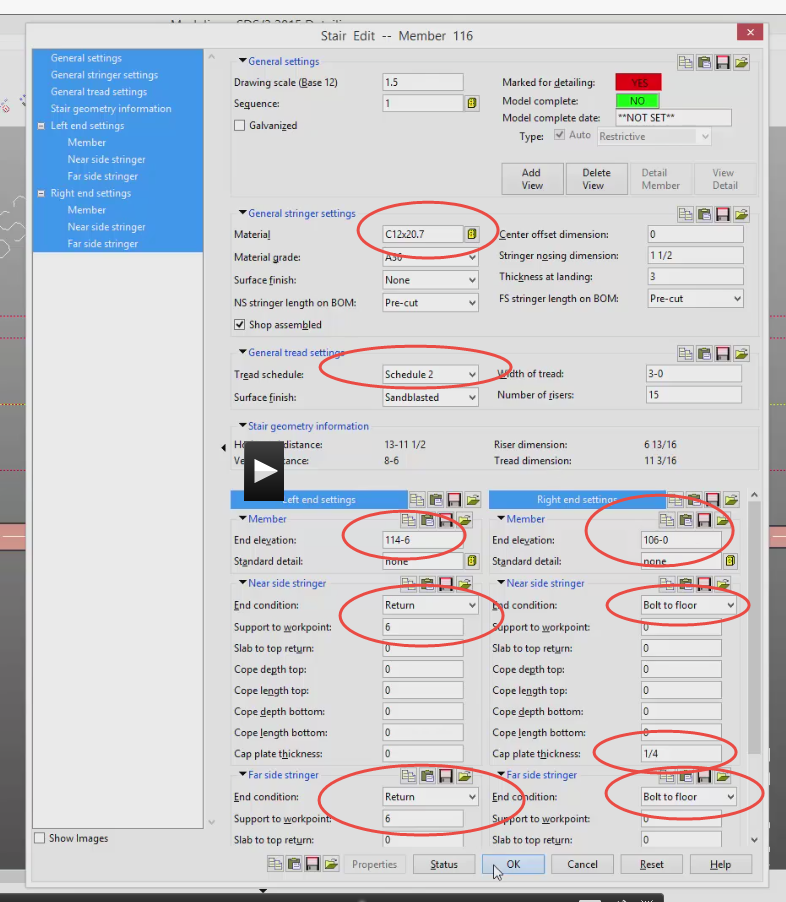 Stair Edit -- Member 116
General settings
General stringer settings
General tread settings
Stair geometry information
Left end settings
Member
Near side stringer
Far side stringer
Right end settings
Member
Near side stringer
Far side stringer
Show Images
General settings
Drawing scale (Base 12) 1.5 Marked for detailing: YES
Sequence: 1 Model complete: NO
Model complete date: **NOT SET**
Galvanized Type: Auto Restrictive
Add View Delete View Detail Member View Detail
General stringer settings
Material C12x20.7 Center offset dimension: 0
Material grade: A36 Stringer nosing dimension: 1 1/2
Surface finish: None Thickness at landing: 3
NS stringer length on BOM: Pre-cut FS stringer length on BOM: Pre-cut
Shop assembled
General tread settings
Tread schedule: Schedule 2 Width of tread: 3-0
Surface finish: Sandblasted Number of risers: 15
Stair geometry information
distance: 13-11 1/2 Riser dimension: 6 13/16
8-6 Tread dimension: 11 3/16
Left end settings Right end settings
Member Member
End elevation: 114-6 End elevation: 106-0
Standard detail: none Standard detail: none
Near side stringer Near side stringer
End condition: Return End condition: Bolt to floor
Support to workpoint: 6 Support to workpoint: 0
Slab to top return: 0 Slab to top return: 0
Cope depth top: 0 Cope depth top: 0
Cope length top: 0 Cope length top: 0
Cope depth bottom: 0 Cope depth bottom: 0
Cope length bottom: 0 Cope length bottom: 0
Cap plate thickness: 0 Cap plate thickness: 1/4
Far side stringer Far side stringer
End condition: Return End condition: Bolt to floor
Support to workpoint: 6 Support to workpoint: 0
Slab to top return: 0 Slab to top return: 0
Properties Status OK Cancel Reset Help